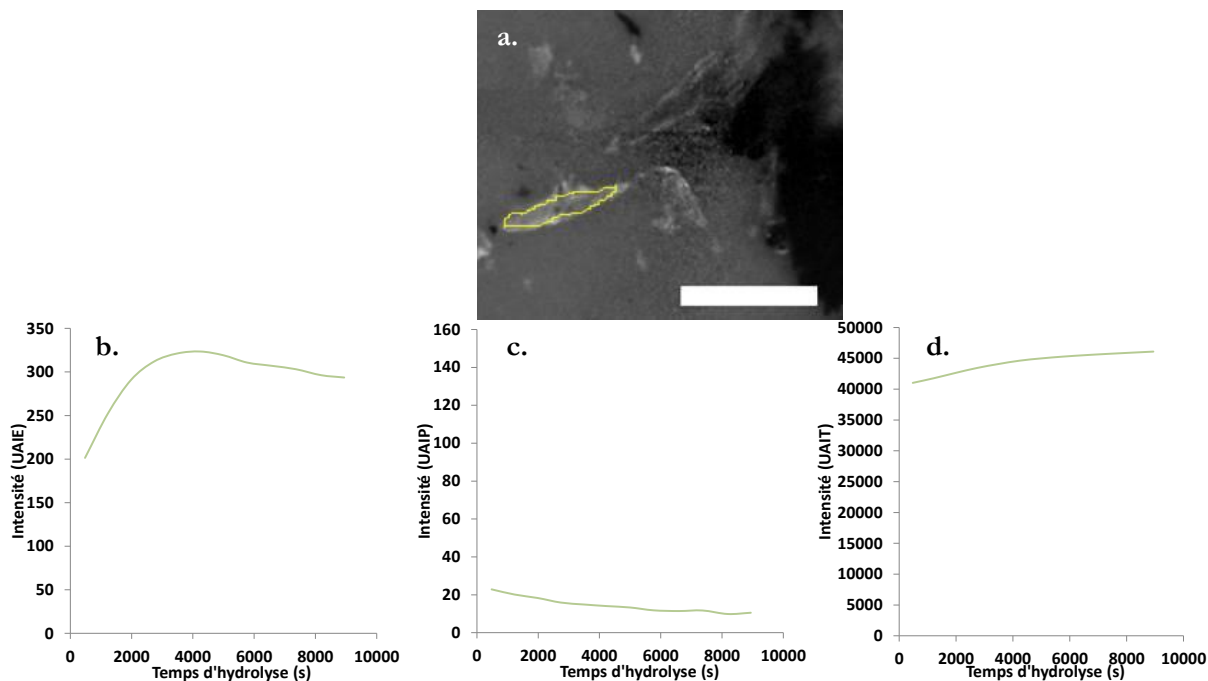 a.
b.
350
300
250
200
150
100
50
0
0 2000 4000 6000 8000 10000
Intensité (UAIE)
Temps d'hydrolyse (s)
c.
160
140
120
100
80
60
40
20
0
0 2000 4000 6000 8000 10000
Intensité (UAIP)
Temps d'hydrolyse (s)
d.
50000
45000
40000
35000
30000
25000
20000
15000
10000
5000
0
0 2000 4000 6000 8000 10000
Intensité (UAIT)
Temps d'hydrolyse (s)